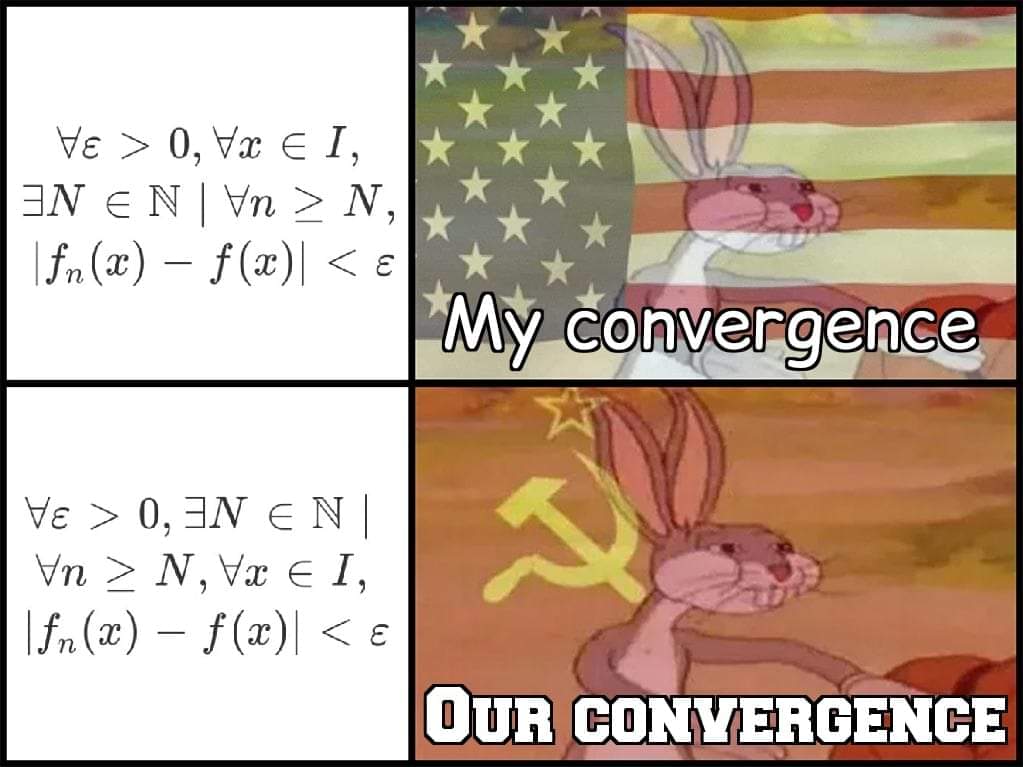 ∀ε > 0, ∀x ∈ I,
∃N ∈ ℕ | ∀n ≥ N,
|fₙ(x) − f(x)| < ε
My convergence
∀ε > 0, ∃N ∈ ℕ |
∀n ≥ N, ∀x ∈ I,
|fₙ(x) − f(x)| < ε
OUR CONVERGENCE